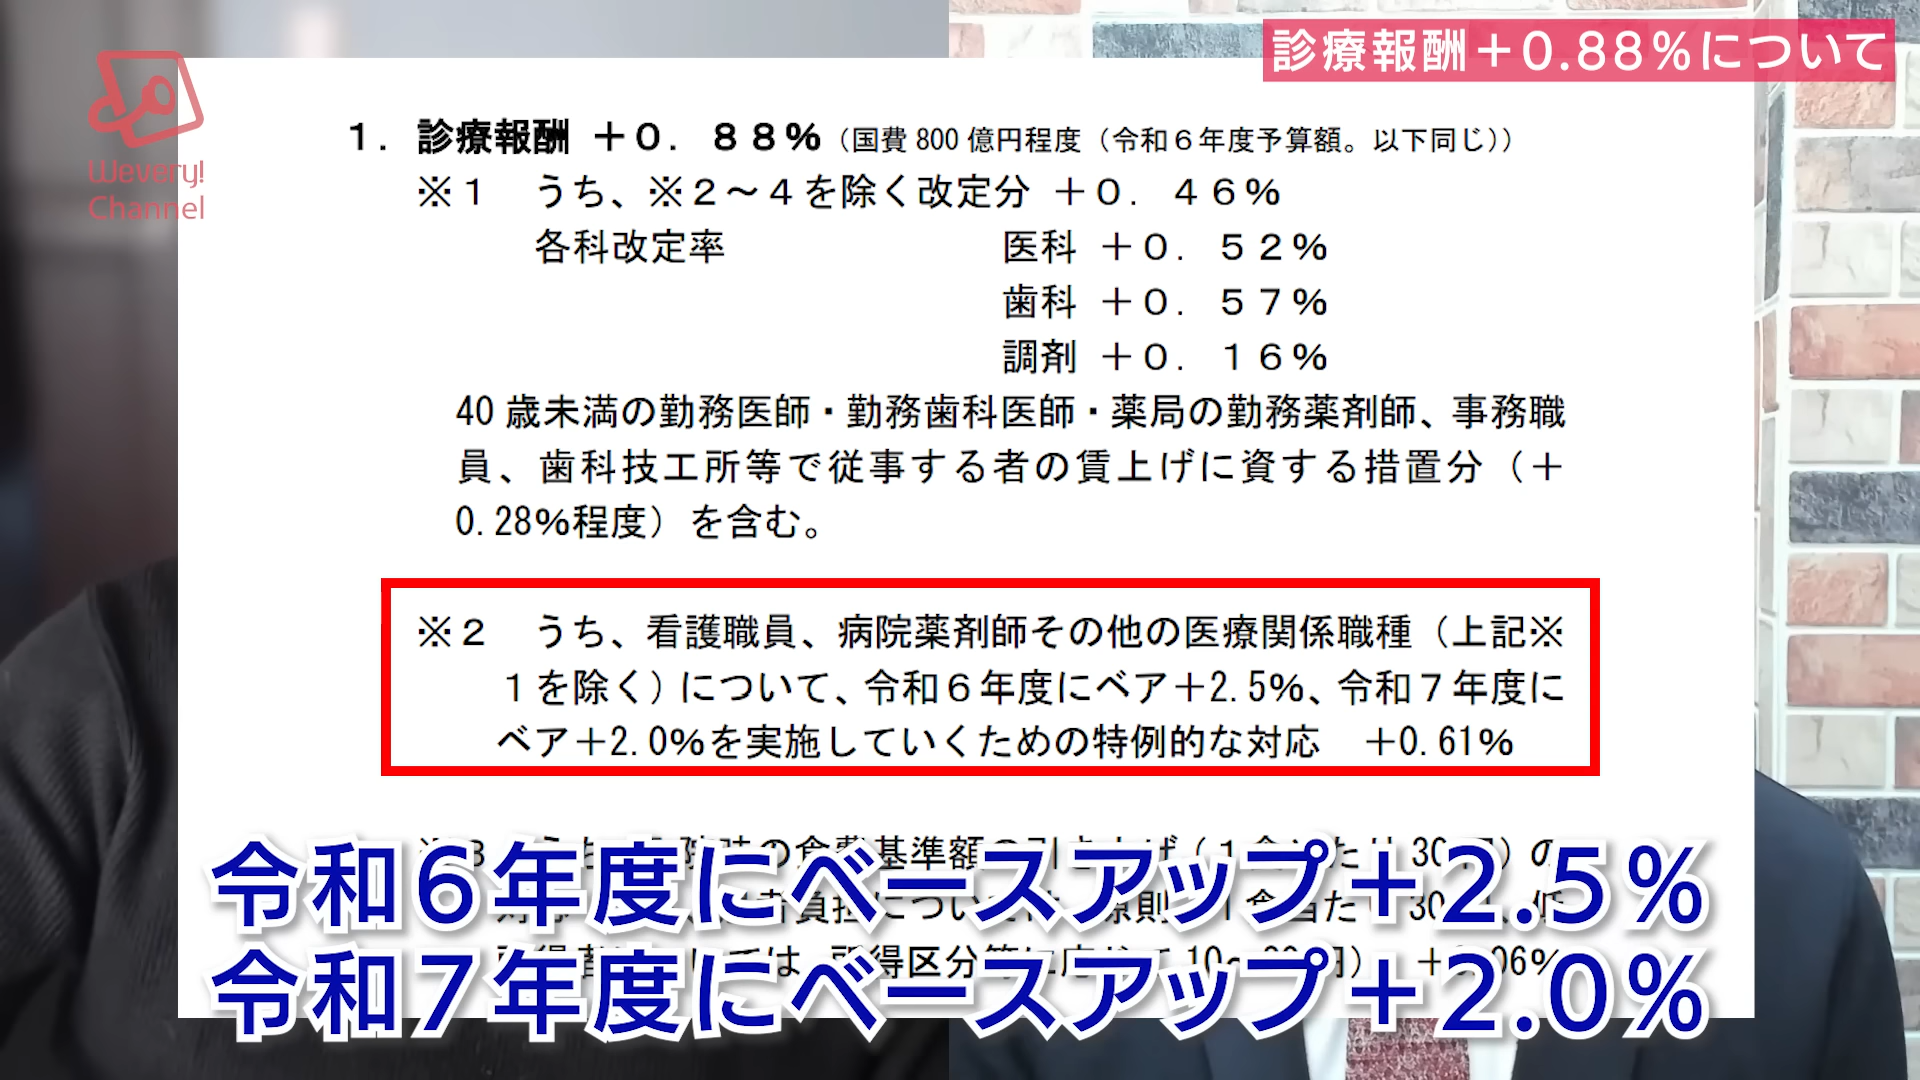 診療報酬＋0.88％について
Wevery!
Channel
１．診療報酬 ＋０．８８％（国費 800 億円程度（令和６年度予算額。以下同じ））
※１　うち、※２～４を除く改定分 ＋０．４６％
各科改定率　医科 ＋０．５２％
歯科 ＋０．５７％
調剤 ＋０．１６％
40 歳未満の勤務医師・勤務歯科医師・薬局の勤務薬剤師、事務職
員、歯科技工所等で従事する者の賃上げに資する措置分（＋
0.28％程度）を含む。
※２　うち、看護職員、病院薬剤師その他の医療関係職種（上記※
１を除く）について、令和６年度にベア＋2.5％、令和７年度に
ベア＋2.0％を実施していくための特例的な対応　＋0.61％
令和６年度にベースアップ＋2.5％
令和７年度にベースアップ＋2.0％